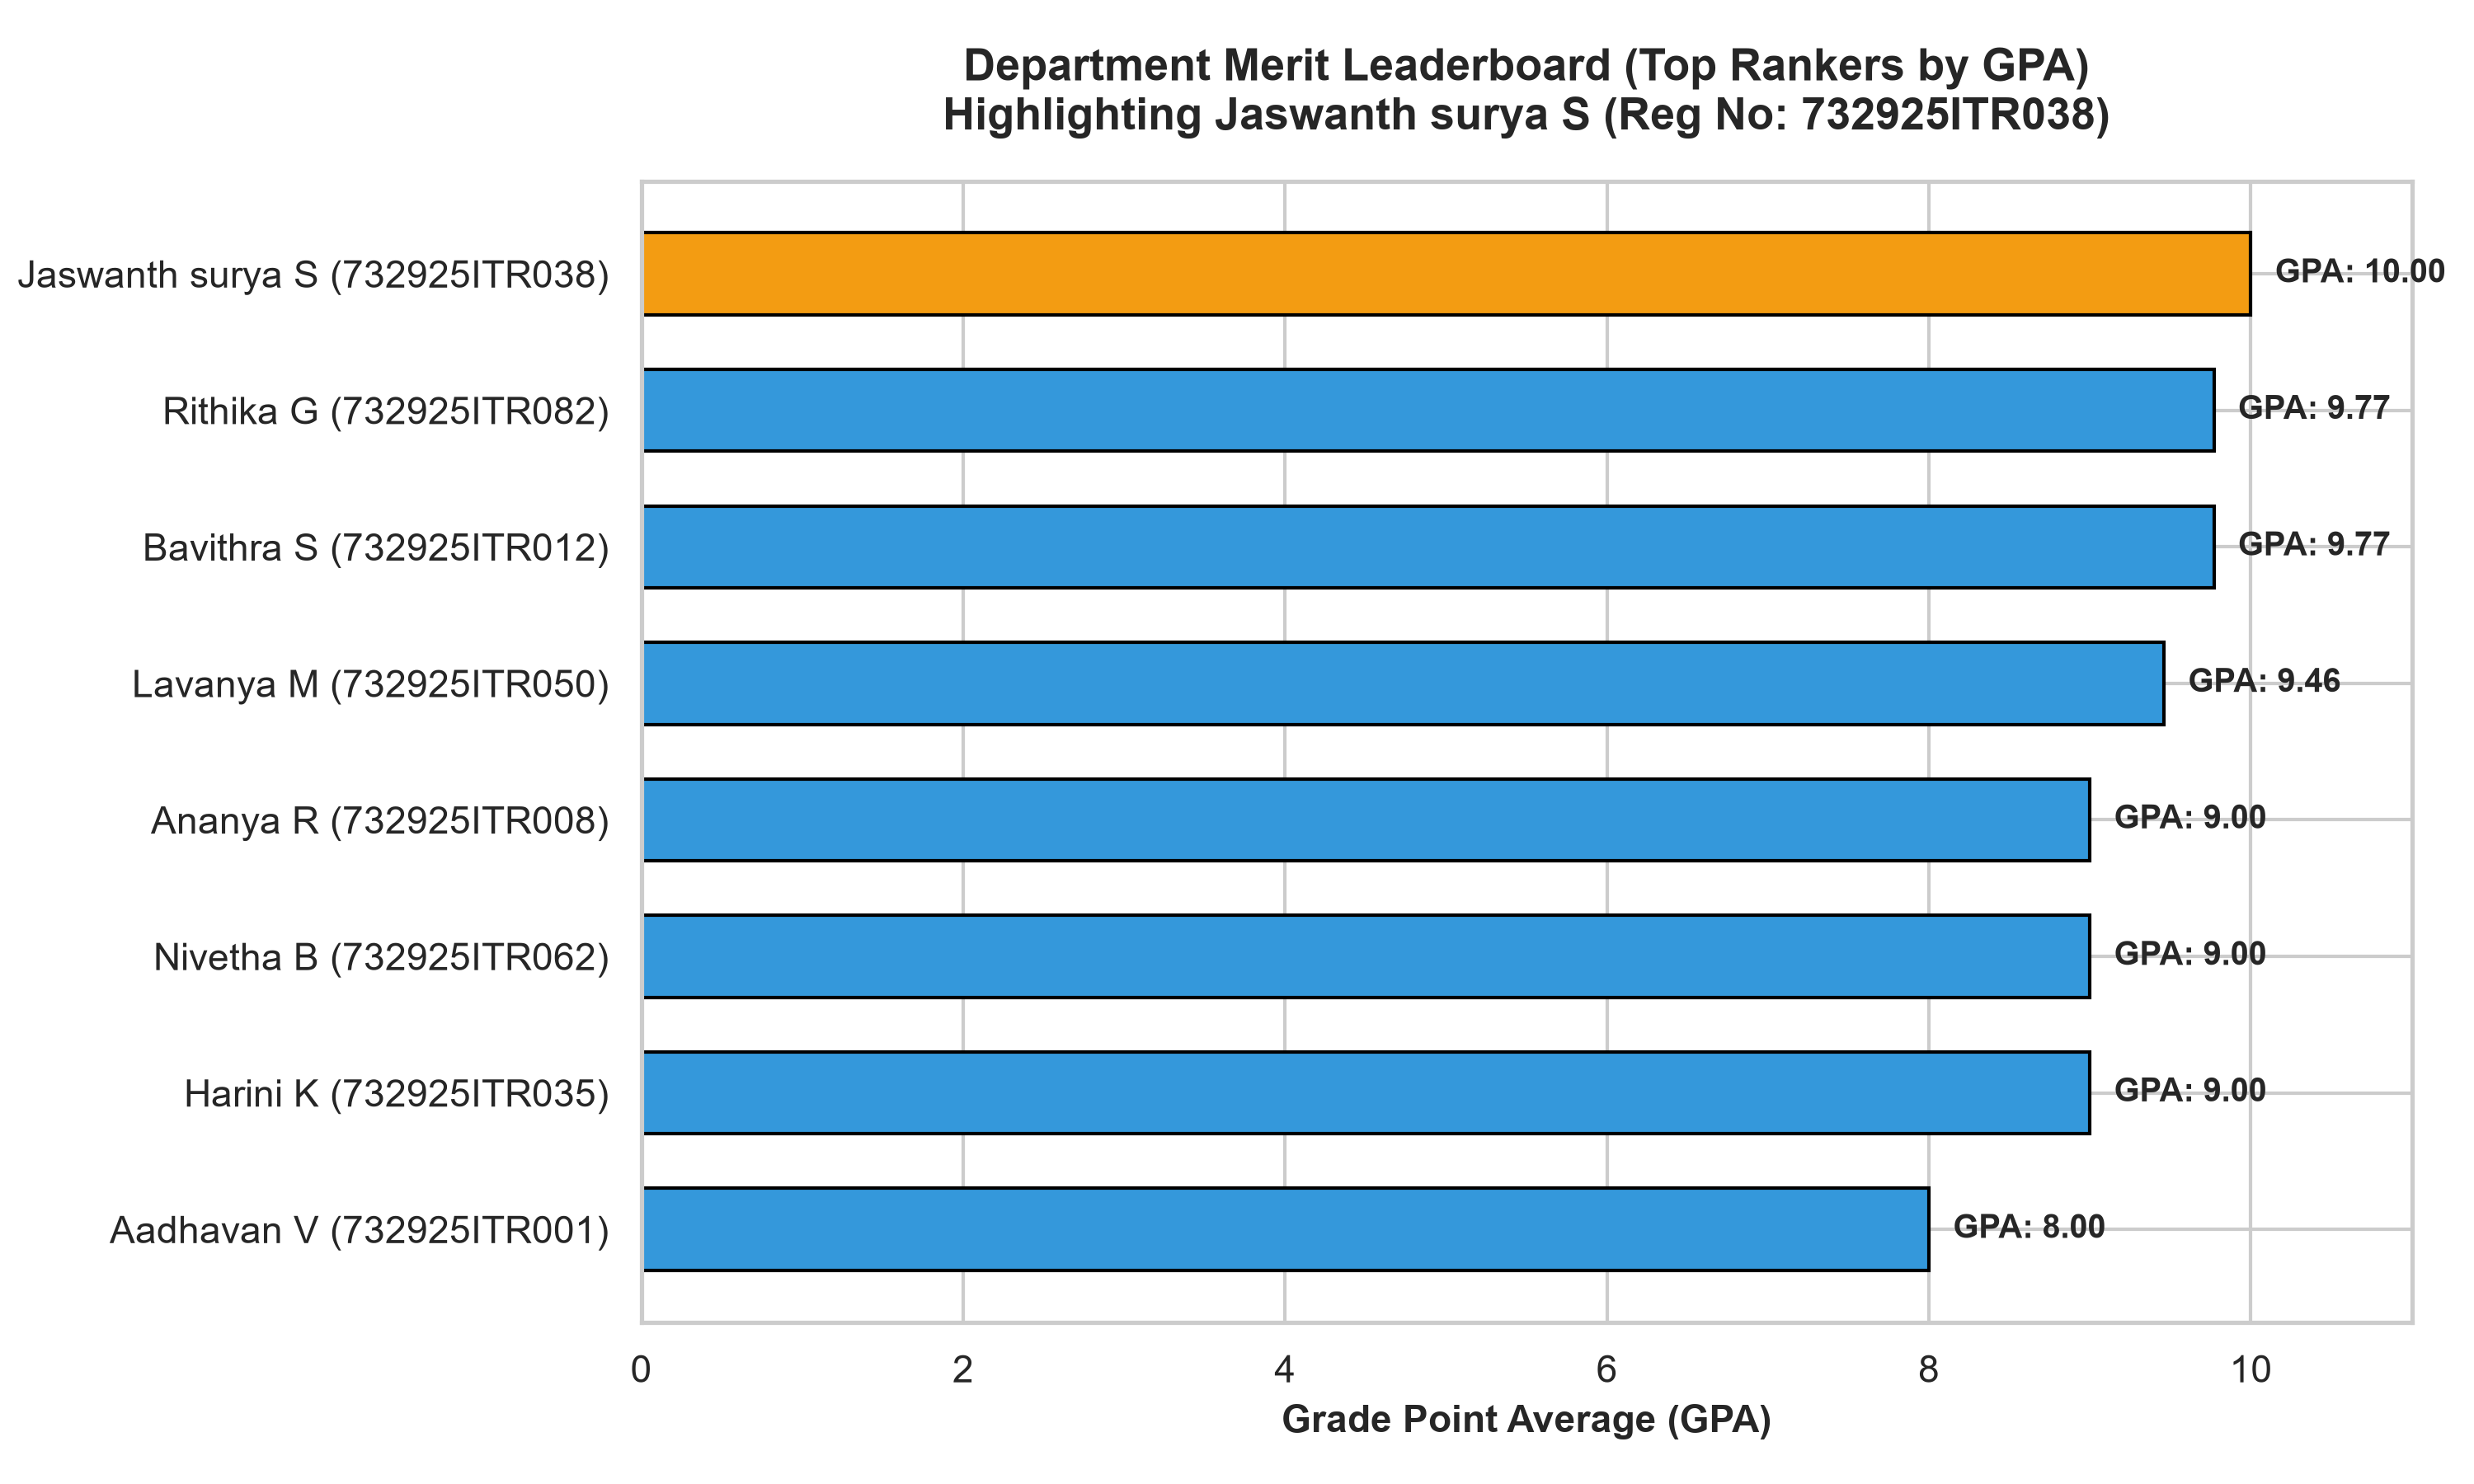 Department Merit Leaderboard (Top Rankers by GPA)
Highlighting Jaswanth surya S (Reg No: 732925ITR038)
Jaswanth surya S (732925ITR038)
GPA: 10.00
Rithika G (732925ITR082)
GPA: 9.77
Bavithra S (732925ITR012)
GPA: 9.77
Lavanya M (732925ITR050)
GPA: 9.46
Ananya R (732925ITR008)
GPA: 9.00
Nivetha B (732925ITR062)
GPA: 9.00
Harini K (732925ITR035)
GPA: 9.00
Aadhavan V (732925ITR001)
GPA: 8.00
0 2 4 6 8 10
Grade Point Average (GPA)